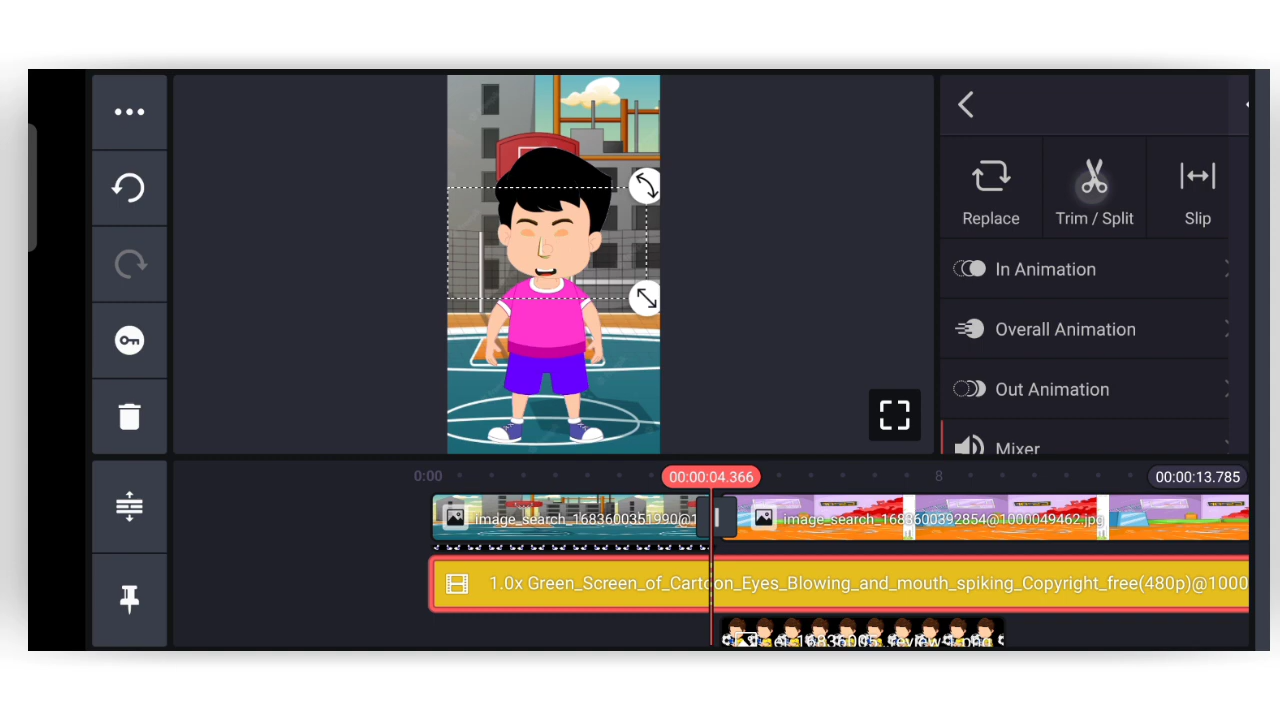 Replace
Trim / Split
Slip
In Animation
Overall Animation
Out Animation
Mixer
0:00
00:00:04.366
8
00:00:13.785
image_search_1683600351990@1
image_search_1683600392854@1000049462.jpg
1.0x Green_Screen_of_Cartoon_Eyes_Blowing_and_mouth_spiking_Copyright_free(480p)@1000